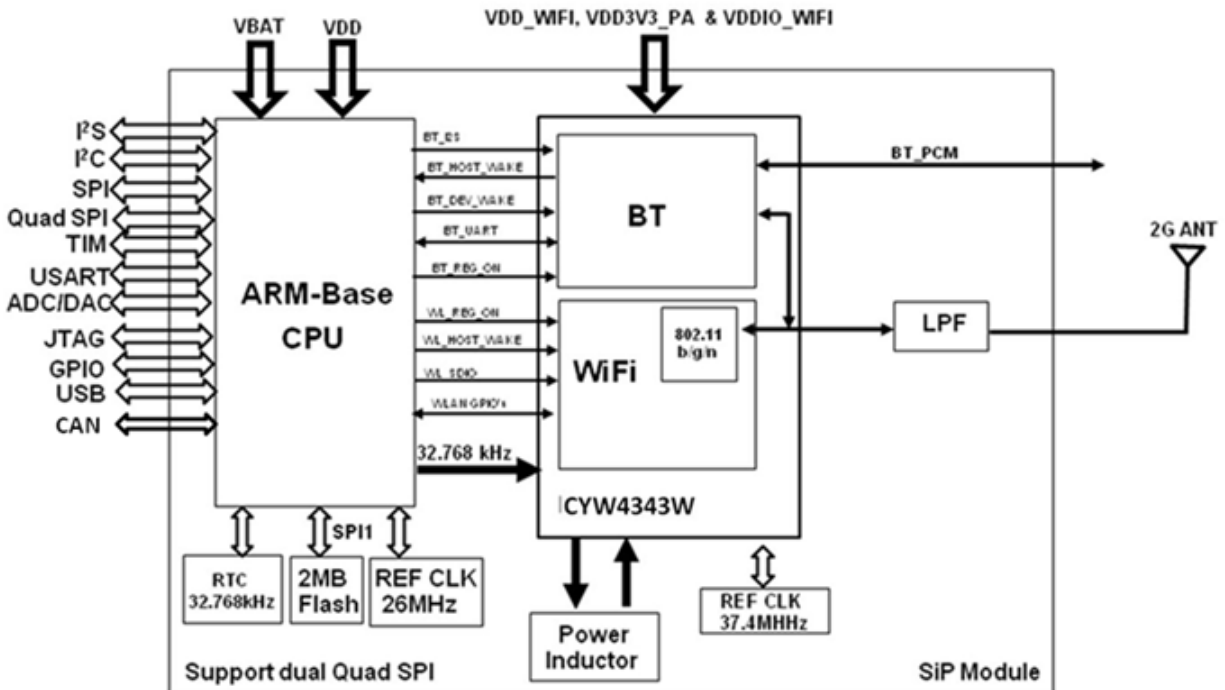 VDD_WIFI, VDD3V3_PA & VDDIO_WIFI
VBAT
VDD
I²S
I²C
SPI
Quad SPI
TIM
USART
ADC/DAC
JTAG
GPIO
USB
CAN
ARM-Base
CPU
BT_HOST_WAKE
BT_DEV_WAKE
BT_UART
BT_REG_ON
WL_REG_ON
WL_HOST_WAKE
WL_SDIO
WLAN GPIO's
32.768 kHz
BT
WiFi
802.11
b/g/n
CYW4343W
BT_PCM
2G ANT
LPF
SPI1
RTC
32.768kHz
2MB
Flash
REF CLK
26MHz
Power
Inductor
REF CLK
37.4MHHz
Support dual Quad SPI
SiP Module